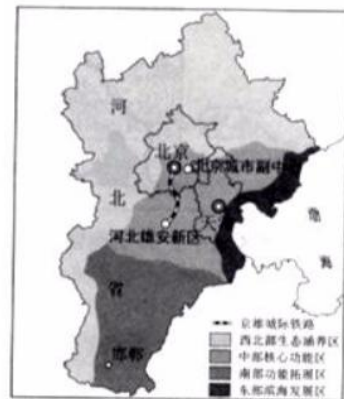 河
北京
北京城市副中
北
天
河北雄安新区
渤
海
省
邯郸
京雄城际铁路
西北部生态涵养区
中部核心功能区
南部功能拓展区
东部滨海发展区